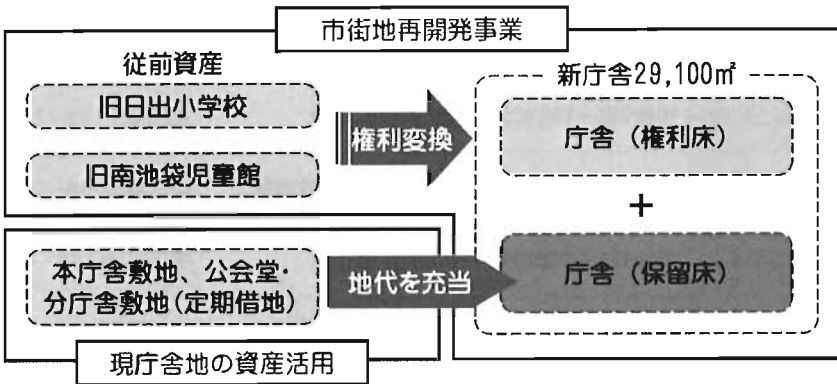 市街地再開発事業
従前資産
旧日出小学校
旧南池袋児童館
権利変換
新庁舎29,100㎡
庁舎（権利床）
+
庁舎（保留床）
本庁舎敷地、公会堂・
分庁舎敷地（定期借地）
地代を充当
現庁舎地の資産活用